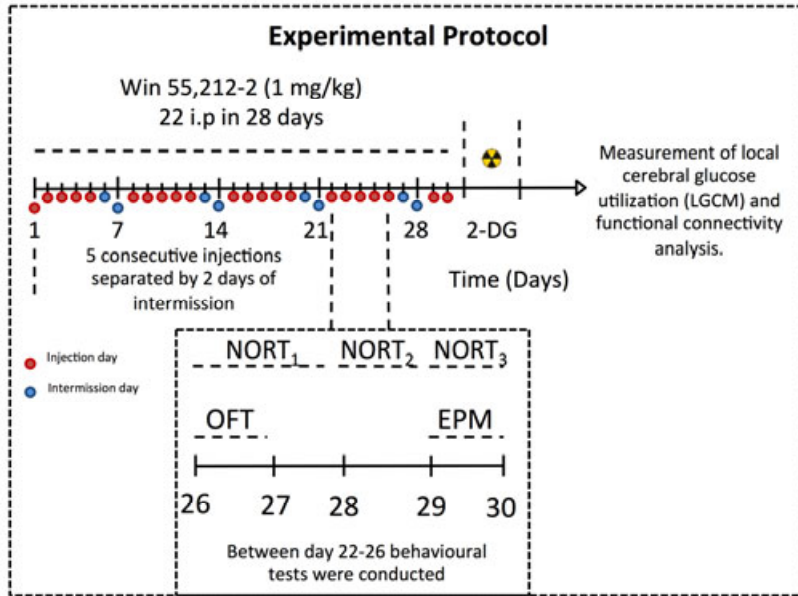 Experimental Protocol
Win 55,212-2 (1 mg/kg)
22 i.p in 28 days
1 7 14 21 28 2-DG
5 consecutive injections
separated by 2 days of
intermission
Time (Days)
Measurement of local
cerebral glucose
utilization (LGCM) and
functional connectivity
analysis.
Injection day
Intermission day
NORT₁ NORT₂ NORT₃
OFT EPM
26 27 28 29 30
Between day 22-26 behavioural
tests were conducted